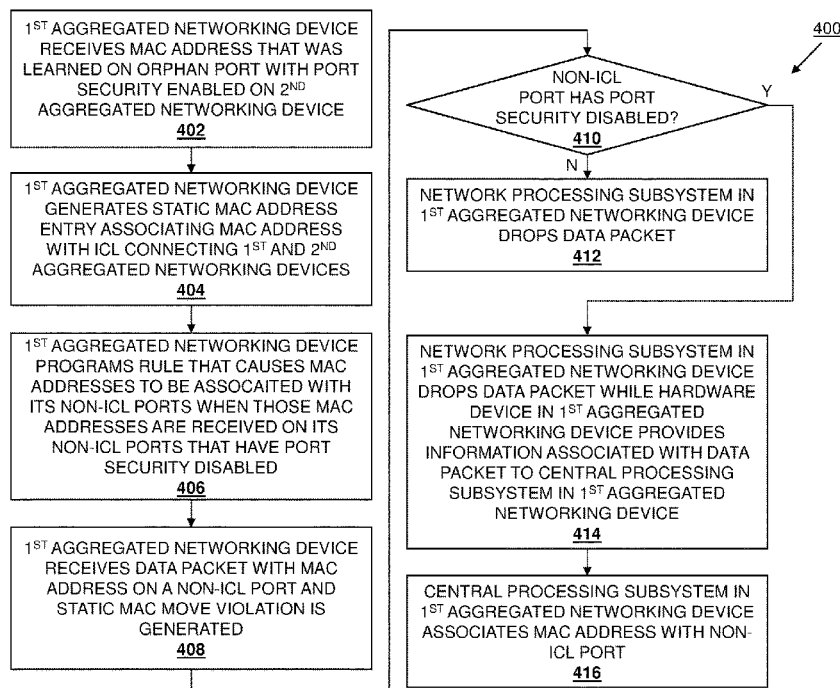 1ST AGGREGATED NETWORKING DEVICE
RECEIVES MAC ADDRESS THAT WAS
LEARNED ON ORPHAN PORT WITH PORT
SECURITY ENABLED ON 2ND
AGGREGATED NETWORKING DEVICE
402
1ST AGGREGATED NETWORKING DEVICE
GENERATES STATIC MAC ADDRESS
ENTRY ASSOCIATING MAC ADDRESS
WITH ICL CONNECTING 1ST AND 2ND
AGGREGATED NETWORKING DEVICES
404
1ST AGGREGATED NETWORKING DEVICE
PROGRAMS RULE THAT CAUSES MAC
ADDRESSES TO BE ASSOCAITED WITH
ITS NON-ICL PORTS WHEN THOSE MAC
ADDRESSES ARE RECEIVED ON ITS
NON-ICL PORTS THAT HAVE PORT
SECURITY DISABLED
406
1ST AGGREGATED NETWORKING DEVICE
RECEIVES DATA PACKET WITH MAC
ADDRESS ON A NON-ICL PORT AND
STATIC MAC MOVE VIOLATION IS
GENERATED
408
400
NON-ICL
PORT HAS PORT
SECURITY DISABLED?
410
Y
N
NETWORK PROCESSING SUBSYSTEM IN
1ST AGGREGATED NETWORKING DEVICE
DROPS DATA PACKET
412
NETWORK PROCESSING SUBSYSTEM IN
1ST AGGREGATED NETWORKING DEVICE
DROPS DATA PACKET WHILE HARDWARE
DEVICE IN 1ST AGGREGATED
NETWORKING DEVICE PROVIDES
INFORMATION ASSOCIATED WITH DATA
PACKET TO CENTRAL PROCESSING
SUBSYSTEM IN 1ST AGGREGATED
NETWORKING DEVICE
414
CENTRAL PROCESSING SUBSYSTEM IN
1ST AGGREGATED NETWORKING DEVICE
ASSOCIATES MAC ADDRESS WITH NON-
ICL PORT
416